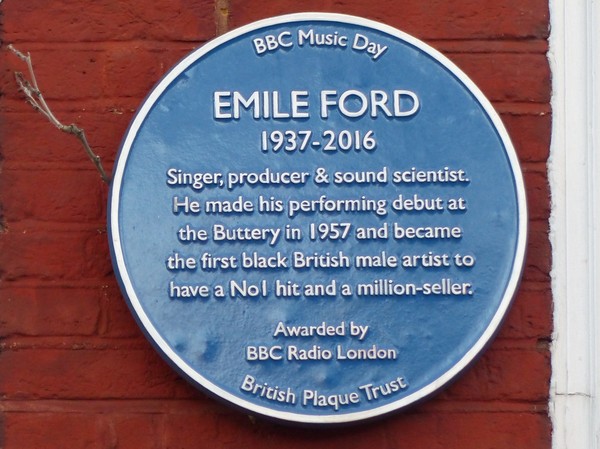 BBC Music Day
EMILE FORD
1937-2016
Singer, producer & sound scientist.
He made his performing debut at
the Buttery in 1957 and became
the first black British male artist to
have a No1 hit and a million-seller.
Awarded by
BBC Radio London
British Plaque Trust